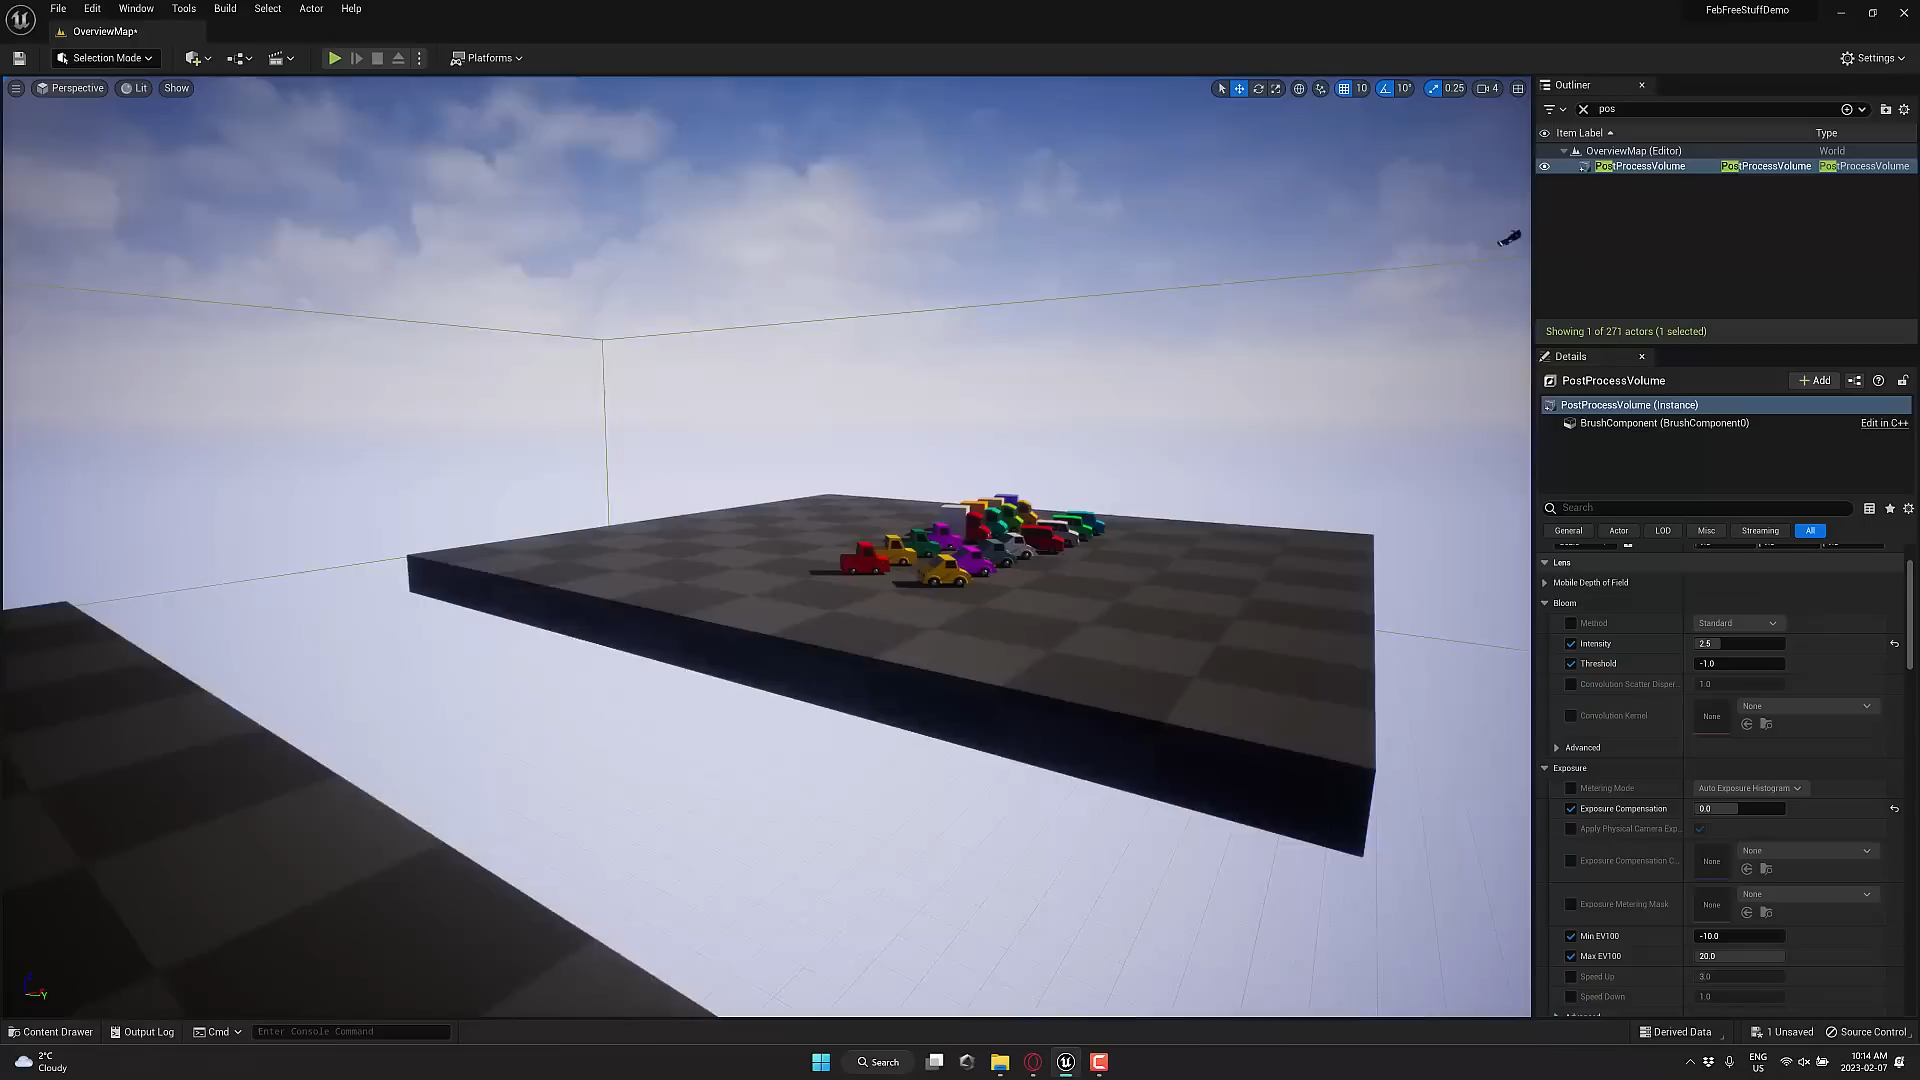 File Edit Window Tools Build Select Actor Help
FebFreeStuffDemo
OverviewMap*
Selection Mode
Platforms
Settings
Perspective Lit Show
10 10° 0.25 4
Outliner
pos
Item Label Type
OverviewMap (Editor) World
PostProcessVolume PostProcessVolume PostProcessVolume
Showing 1 of 271 actors (1 selected)
Details
PostProcessVolume
+ Add
PostProcessVolume (Instance)
BrushComponent (BrushComponent0) Edit in C++
Search
General Actor LOD Misc Streaming All
Lens
Mobile Depth of Field
Bloom
Method Standard
Intensity 2.5
Threshold -1.0
Convolution Scatter Disper... 1.0
Convolution Kernel None None
Advanced
Exposure
Metering Mode Auto Exposure Histogram
Exposure Compensation 0.0
Apply Physical Camera Exp...
Exposure Compensation C... None None
Exposure Metering Mask None None
Min EV100 -10.0
Max EV100 20.0
Speed Up 3.0
Speed Down 1.0
Y
Content Drawer Output Log Cmd Enter Console Command
Derived Data 1 Unsaved Source Control
2°C
Cloudy
Search
ENG
US
10:14 AM
2023-02-07